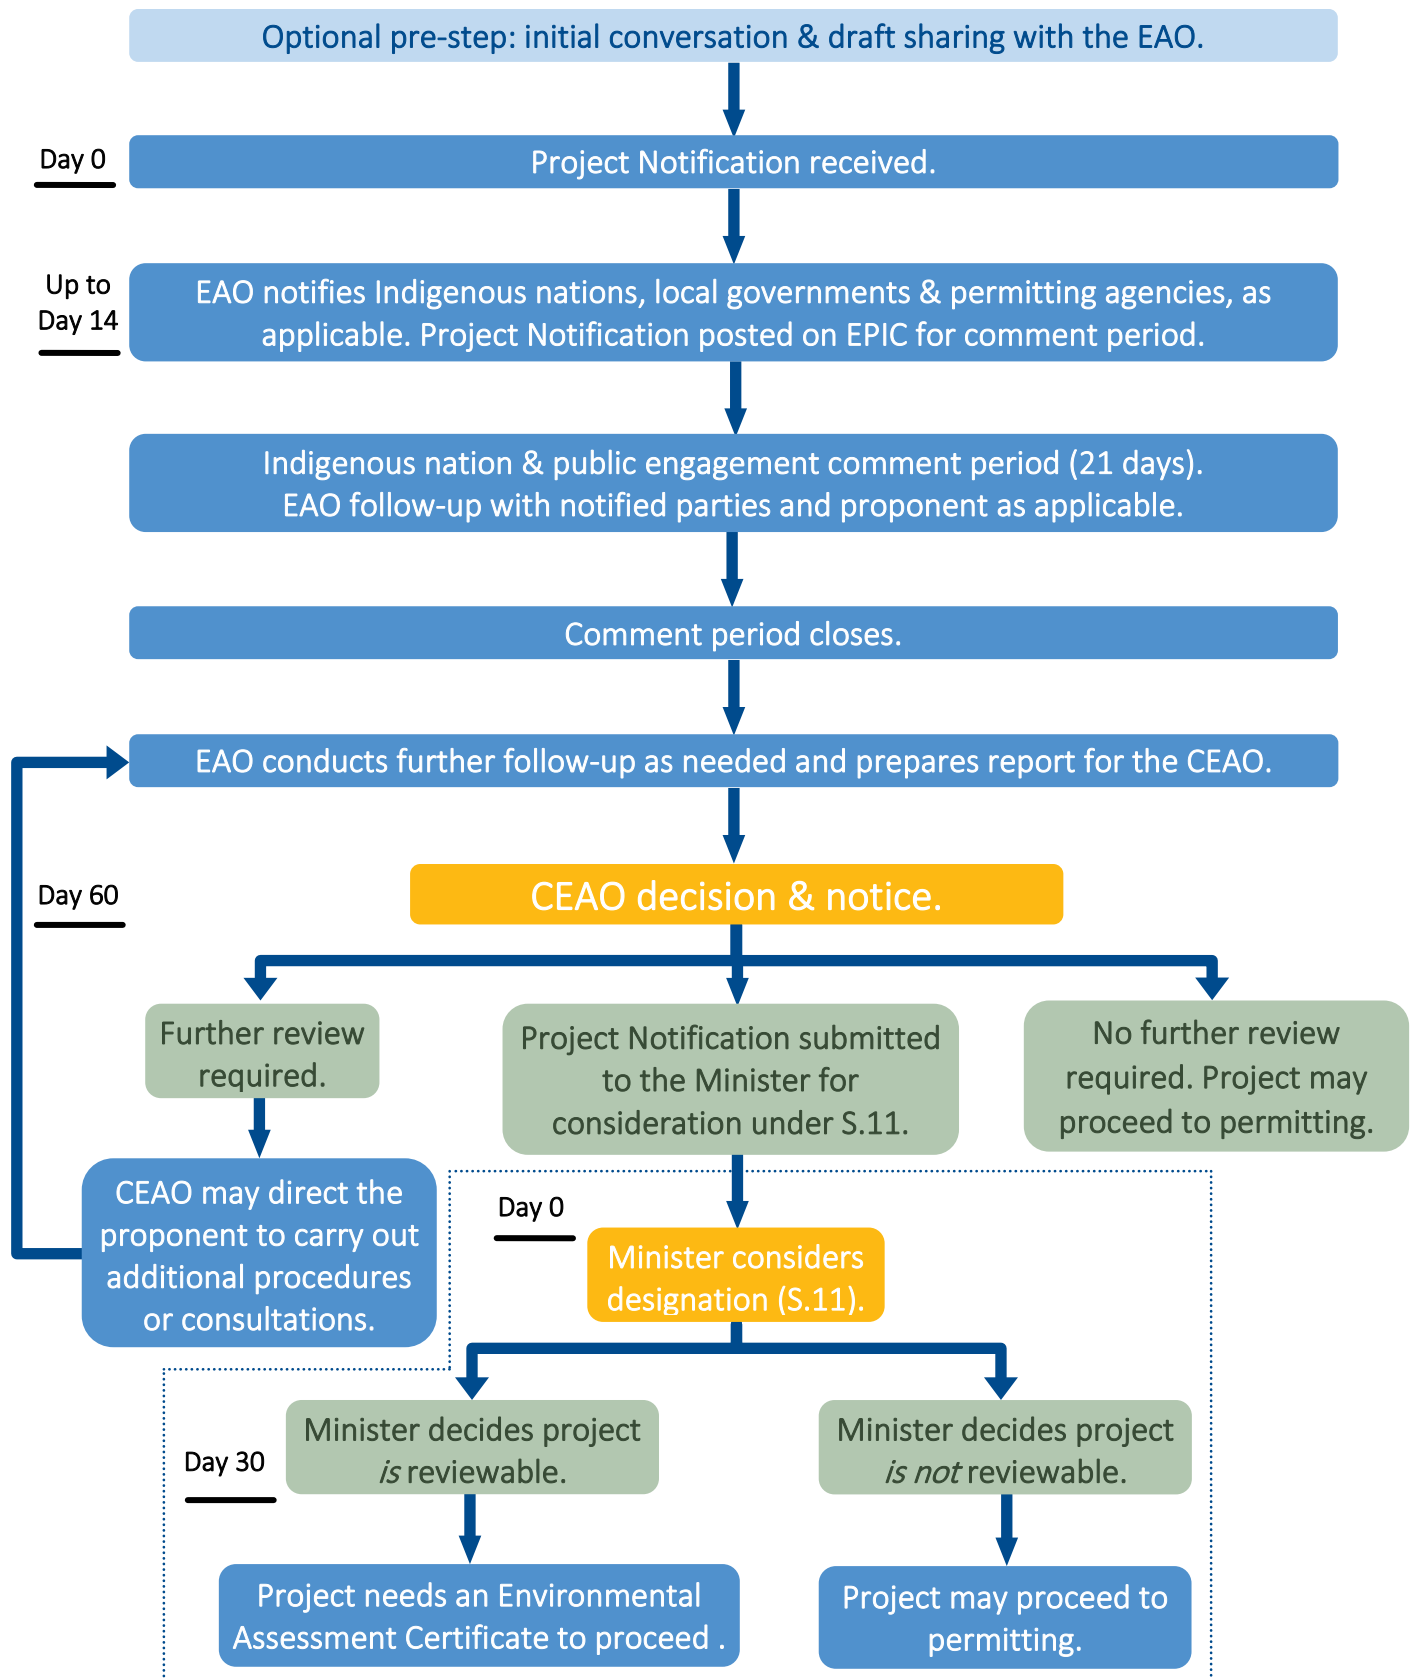 Optional pre-step: initial conversation & draft sharing with the EAO.
Day 0
Project Notification received.
Up to
Day 14
EAO notifies Indigenous nations, local governments & permitting agencies, as
applicable. Project Notification posted on EPIC for comment period.
Indigenous nation & public engagement comment period (21 days).
EAO follow-up with notified parties and proponent as applicable.
Comment period closes.
EAO conducts further follow-up as needed and prepares report for the CEAO.
Day 60
CEAO decision & notice.
Further review
required.
Project Notification submitted
to the Minister for
consideration under S.11.
No further review
required. Project may
proceed to permitting.
CEAO may direct the
proponent to carry out
additional procedures
or consultations.
Day 0
Minister considers
designation (S.11).
Day 30
Minister decides project
is reviewable.
Minister decides project
is not reviewable.
Project needs an Environmental
Assessment Certificate to proceed .
Project may proceed to
permitting.